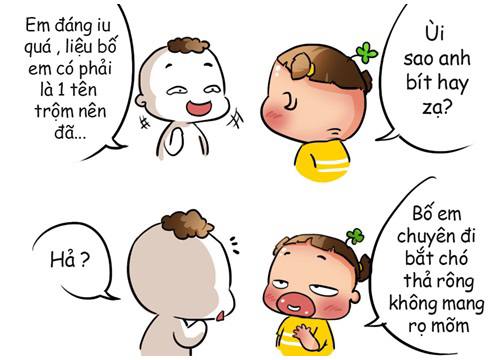 Em đáng iu
quá , liệu bố
em có phải
là 1 tên
trộm nên
đã...
Ùi
sao anh
bít hay
zạ?
Hả ?
Bố em
chuyên đi
bắt chó
thả rông
không mang
rọ mõm